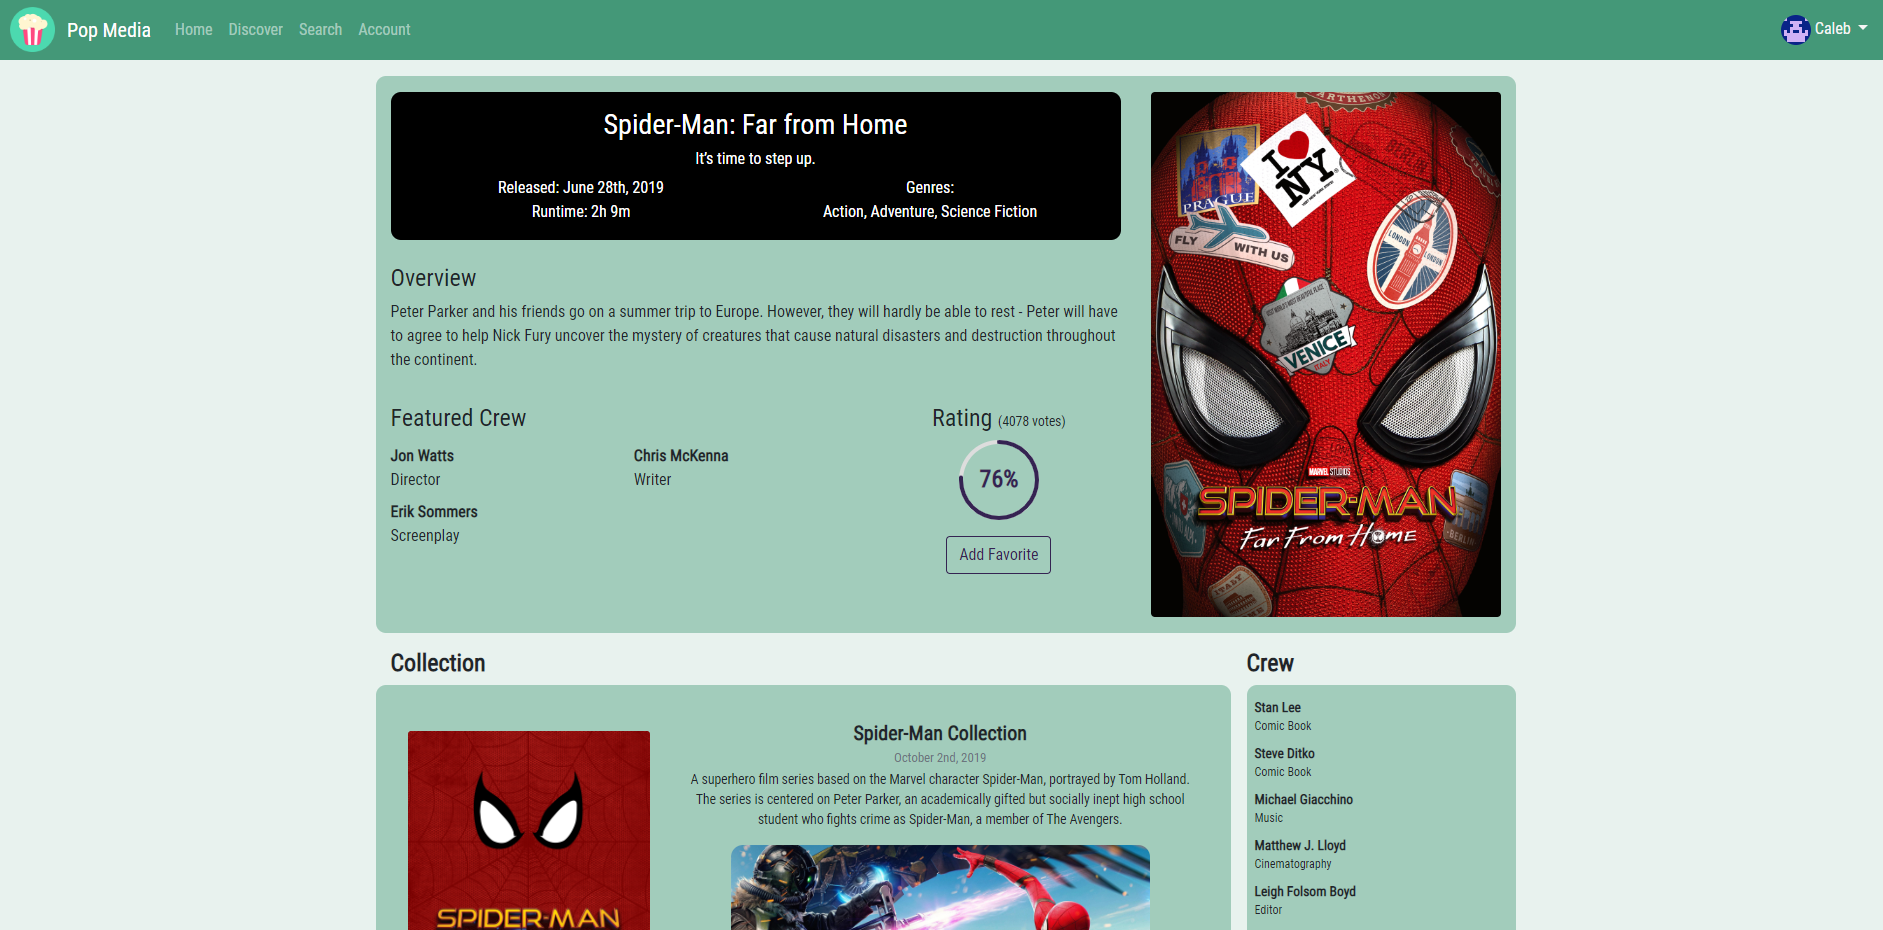 Pop Media
Home
Discover
Search
Account
Caleb
Spider-Man: Far from Home
It's time to step up.
Released: June 28th, 2019
Runtime: 2h 9m
Genres:
Action, Adventure, Science Fiction
Overview
Peter Parker and his friends go on a summer trip to Europe. However, they will hardly be able to rest - Peter will have
to agree to help Nick Fury uncover the mystery of creatures that cause natural disasters and destruction throughout
the continent.
Featured Crew
Jon Watts
Director
Chris McKenna
Writer
Erik Sommers
Screenplay
Rating (4078 votes)
76%
Add Favorite
PRAGUE
I
NY
FLY WITH US
LONDON
LONDON
VENICE
ITALY
MARVEL STUDIOS
SPIDER-MAN
Far From Home
BERLIN
ITALY
Collection
Spider-Man Collection
October 2nd, 2019
A superhero film series based on the Marvel character Spider-Man, portrayed by Tom Holland.
The series is centered on Peter Parker, an academically gifted but socially inept high school
student who fights crime as Spider-Man, a member of The Avengers.
SPIDER-MAN
Crew
Stan Lee
Comic Book
Steve Ditko
Comic Book
Michael Giacchino
Music
Matthew J. Lloyd
Cinematography
Leigh Folsom Boyd
Editor